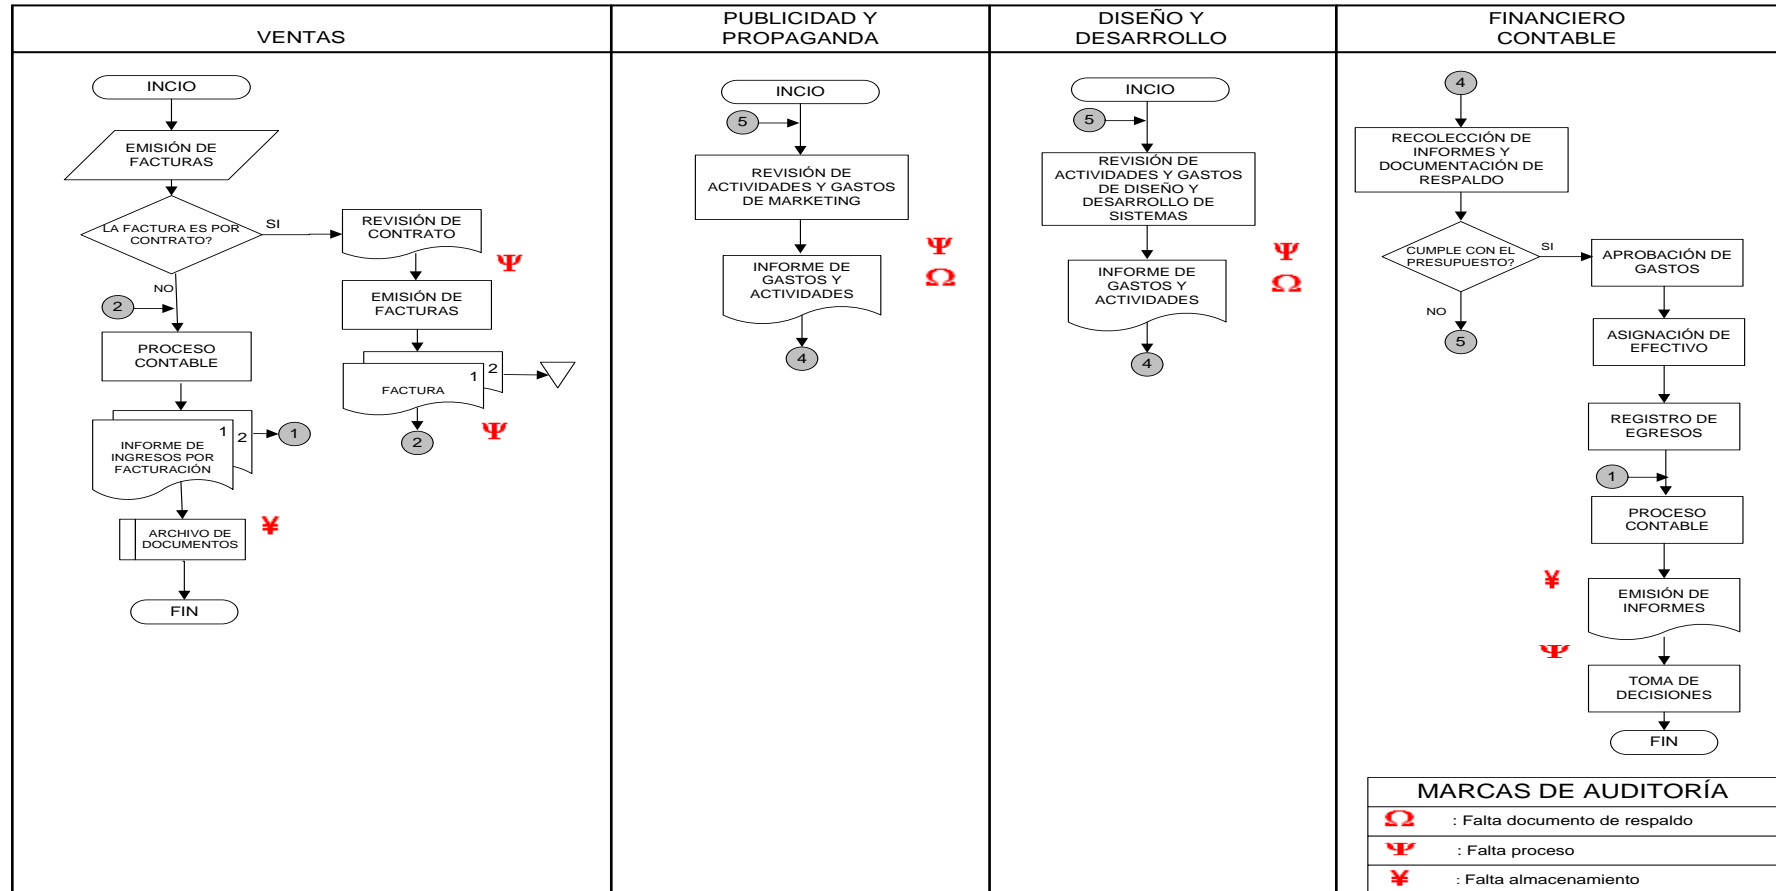 VENTAS
PUBLICIDAD Y
PROPAGANDA
DISEÑO Y
DESARROLLO
FINANCIERO
CONTABLE
INCIO
EMISIÓN DE
FACTURAS
LA FACTURA ES POR
CONTRATO?
SI
NO
REVISIÓN DE
CONTRATO
Ψ
EMISIÓN DE
FACTURAS
2
PROCESO
CONTABLE
1
2
FACTURA
2
Ψ
1
2
INFORME DE
INGRESOS POR
FACTURACIÓN
1
ARCHIVO DE
DOCUMENTOS
¥
FIN
INCIO
5
REVISIÓN DE
ACTIVIDADES Y GASTOS
DE MARKETING
Ψ
Ω
INFORME DE
GASTOS Y
ACTIVIDADES
4
INCIO
5
REVISIÓN DE
ACTIVIDADES Y GASTOS
DE DISEÑO Y
DESARROLLO DE
SISTEMAS
Ψ
Ω
INFORME DE
GASTOS Y
ACTIVIDADES
4
4
RECOLECCIÓN DE
INFORMES Y
DOCUMENTACIÓN DE
RESPALDO
CUMPLE CON EL
PRESUPUESTO?
SI
NO
5
APROBACIÓN DE
GASTOS
ASIGNACIÓN DE
EFECTIVO
REGISTRO DE
EGRESOS
1
PROCESO
CONTABLE
¥
EMISIÓN DE
INFORMES
Ψ
TOMA DE
DECISIONES
FIN
MARCAS DE AUDITORÍA
Ω : Falta documento de respaldo
Ψ : Falta proceso
¥ : Falta almacenamiento